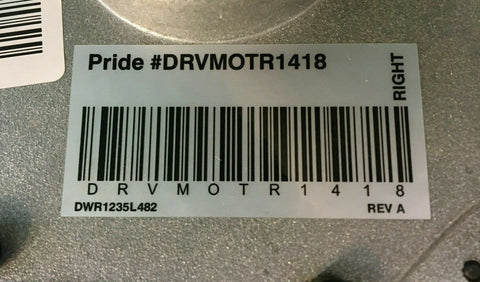 Pride #DRVMOTR1418
RIGHT
DRVMOTR1418
DWR1235L482
REV A